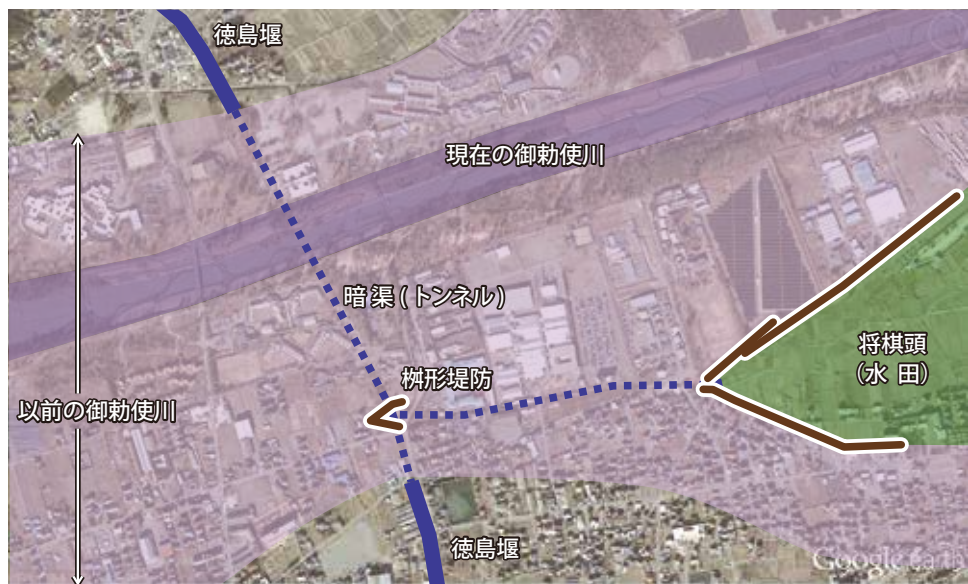 徳島堰
現在の御勅使川
暗渠(トンネル)
将棋頭
(水 田)
桝形堤防
以前の御勅使川
徳島堰
Google earth